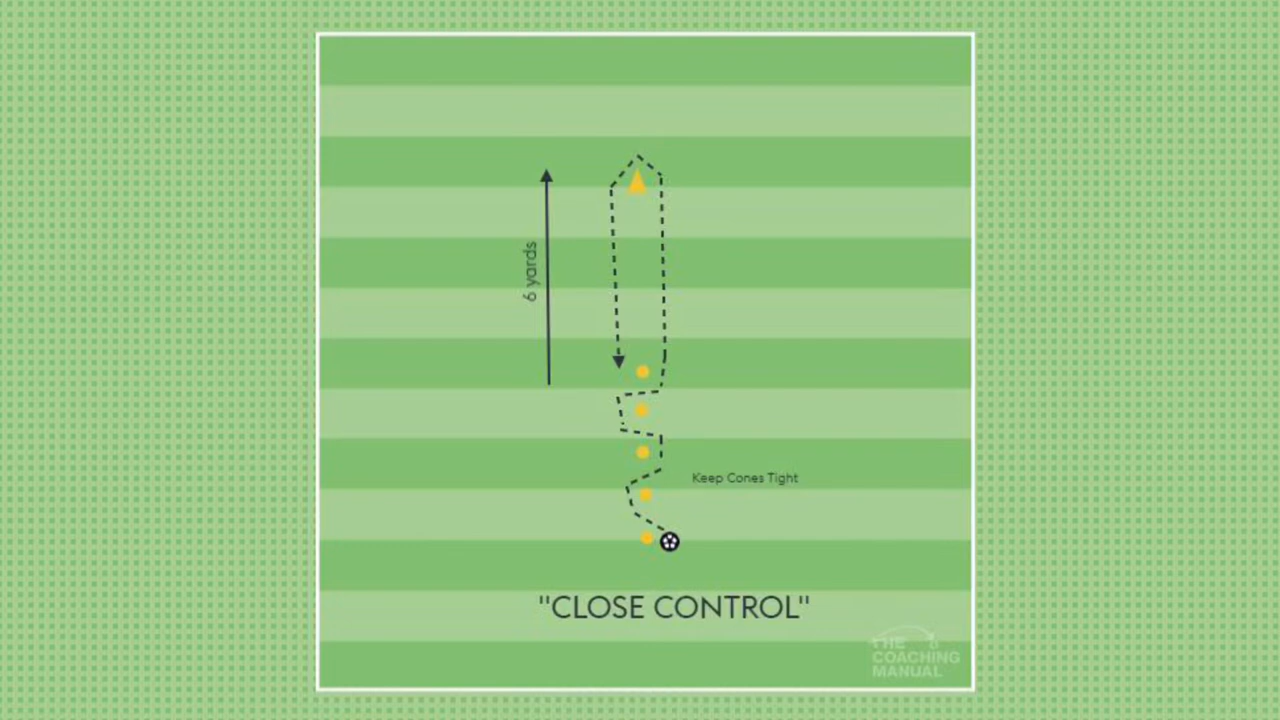 6 yards
Keep Cones Tight
"CLOSE CONTROL"
THE
COACHING
MANUAL